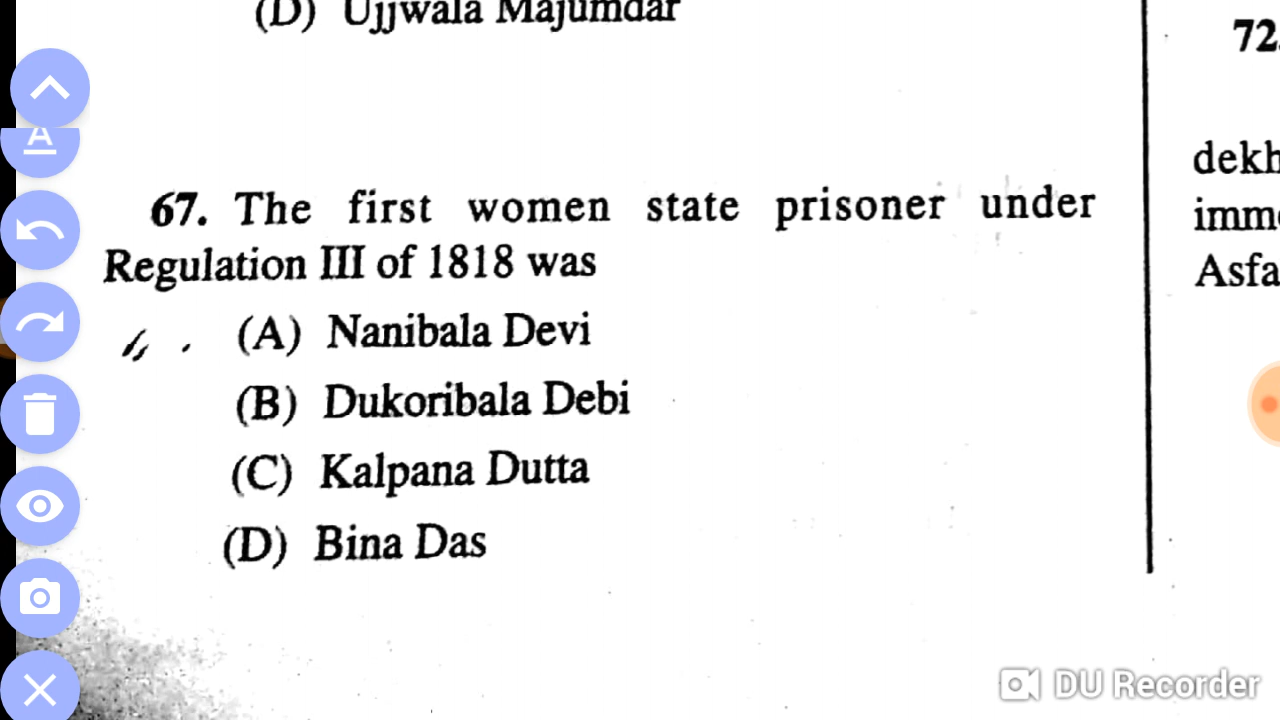 (D) Ujjwala Majumdar
67. The first women state prisoner under
Regulation III of 1818 was
(A) Nanibala Devi
(B) Dukoribala Debi
(C) Kalpana Dutta
(D) Bina Das
72.
dekh
imme
Asfa
A
DU Recorder